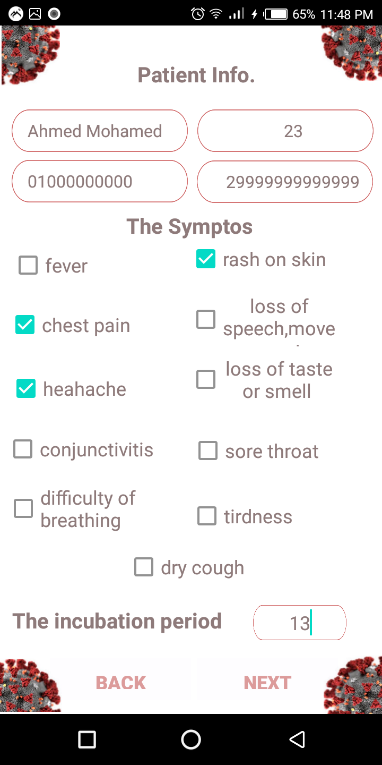 65% 11:48 PM
Patient Info.
Ahmed Mohamed
23
01000000000
29999999999999
The Symptos
fever
rash on skin
chest pain
loss of
speech,move
heahache
loss of taste
or smell
conjunctivitis
sore throat
difficulty of
breathing
tirdness
dry cough
The incubation period
13
BACK
NEXT